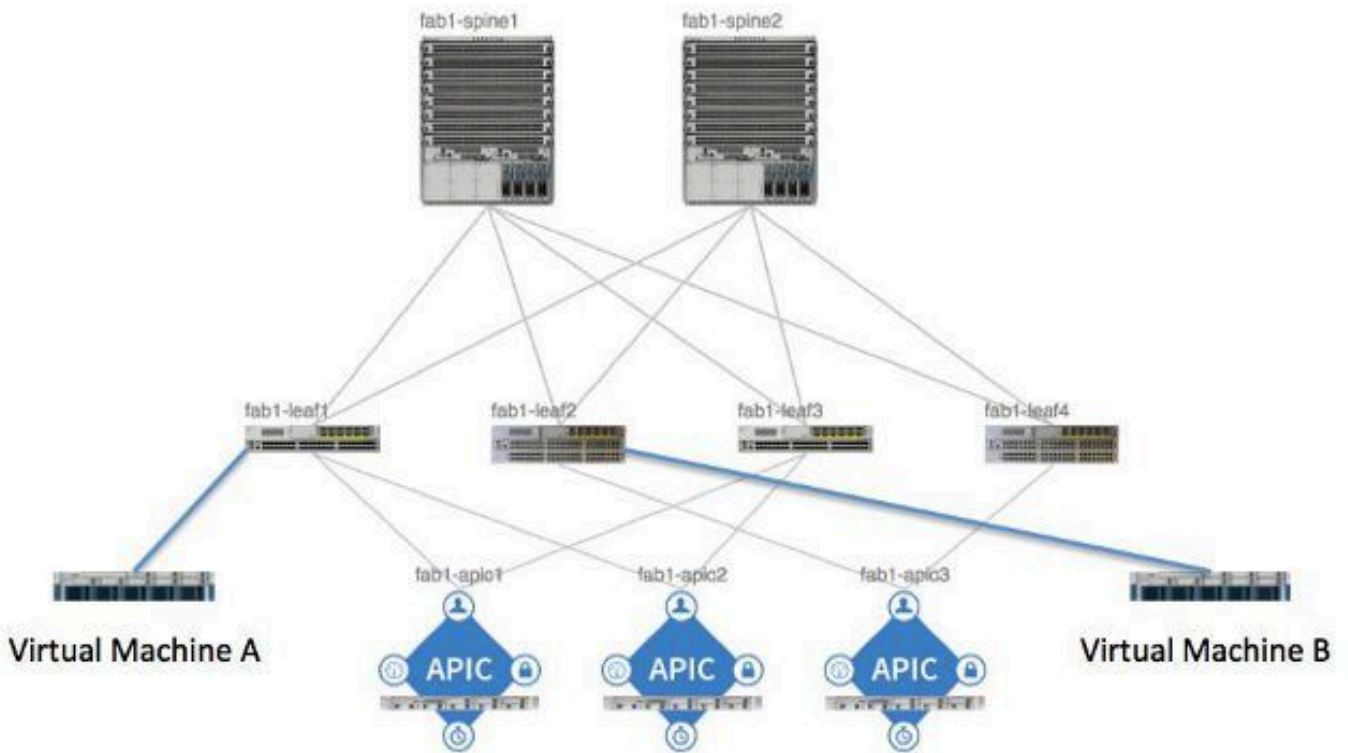 fab1-spine1 fab1-spine2
fab1-leaf1 fab1-leaf2 fab1-leaf3 fab1-leaf4
fab1-apic1 fab1-apic2 fab1-apic3
Virtual Machine A
APIC APIC APIC
Virtual Machine B